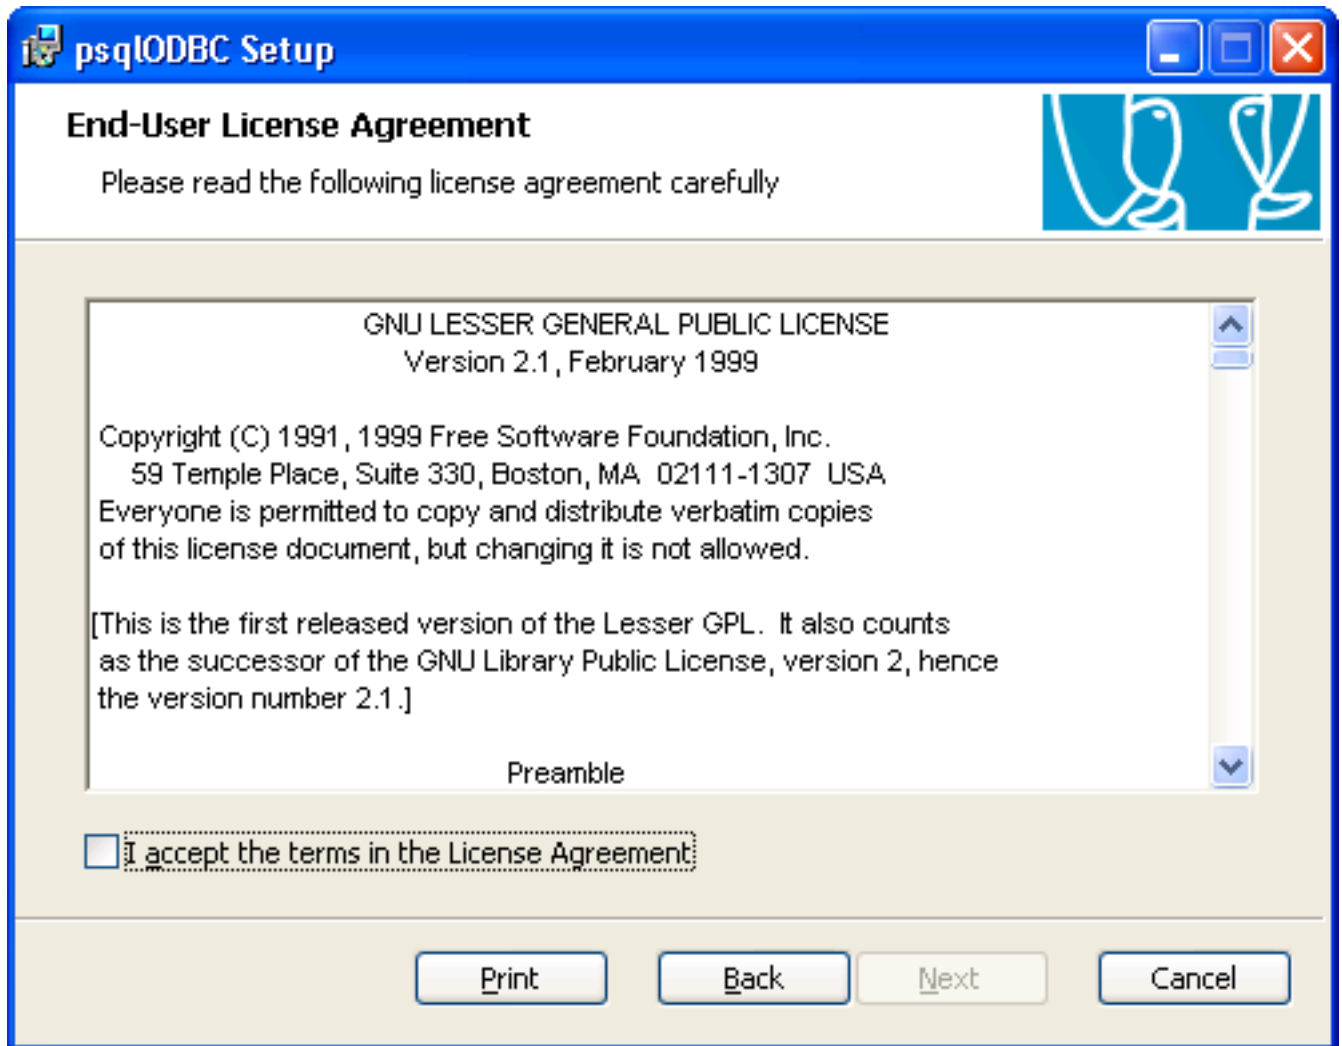 psqlODBC Setup
End-User License Agreement
Please read the following license agreement carefully
GNU LESSER GENERAL PUBLIC LICENSE
Version 2.1, February 1999
Copyright (C) 1991, 1999 Free Software Foundation, Inc.
59 Temple Place, Suite 330, Boston, MA  02111-1307  USA
Everyone is permitted to copy and distribute verbatim copies
of this license document, but changing it is not allowed.
[This is the first released version of the Lesser GPL.  It also counts
as the successor of the GNU Library Public License, version 2, hence
the version number 2.1.]
Preamble
I accept the terms in the License Agreement
Print Back Next Cancel